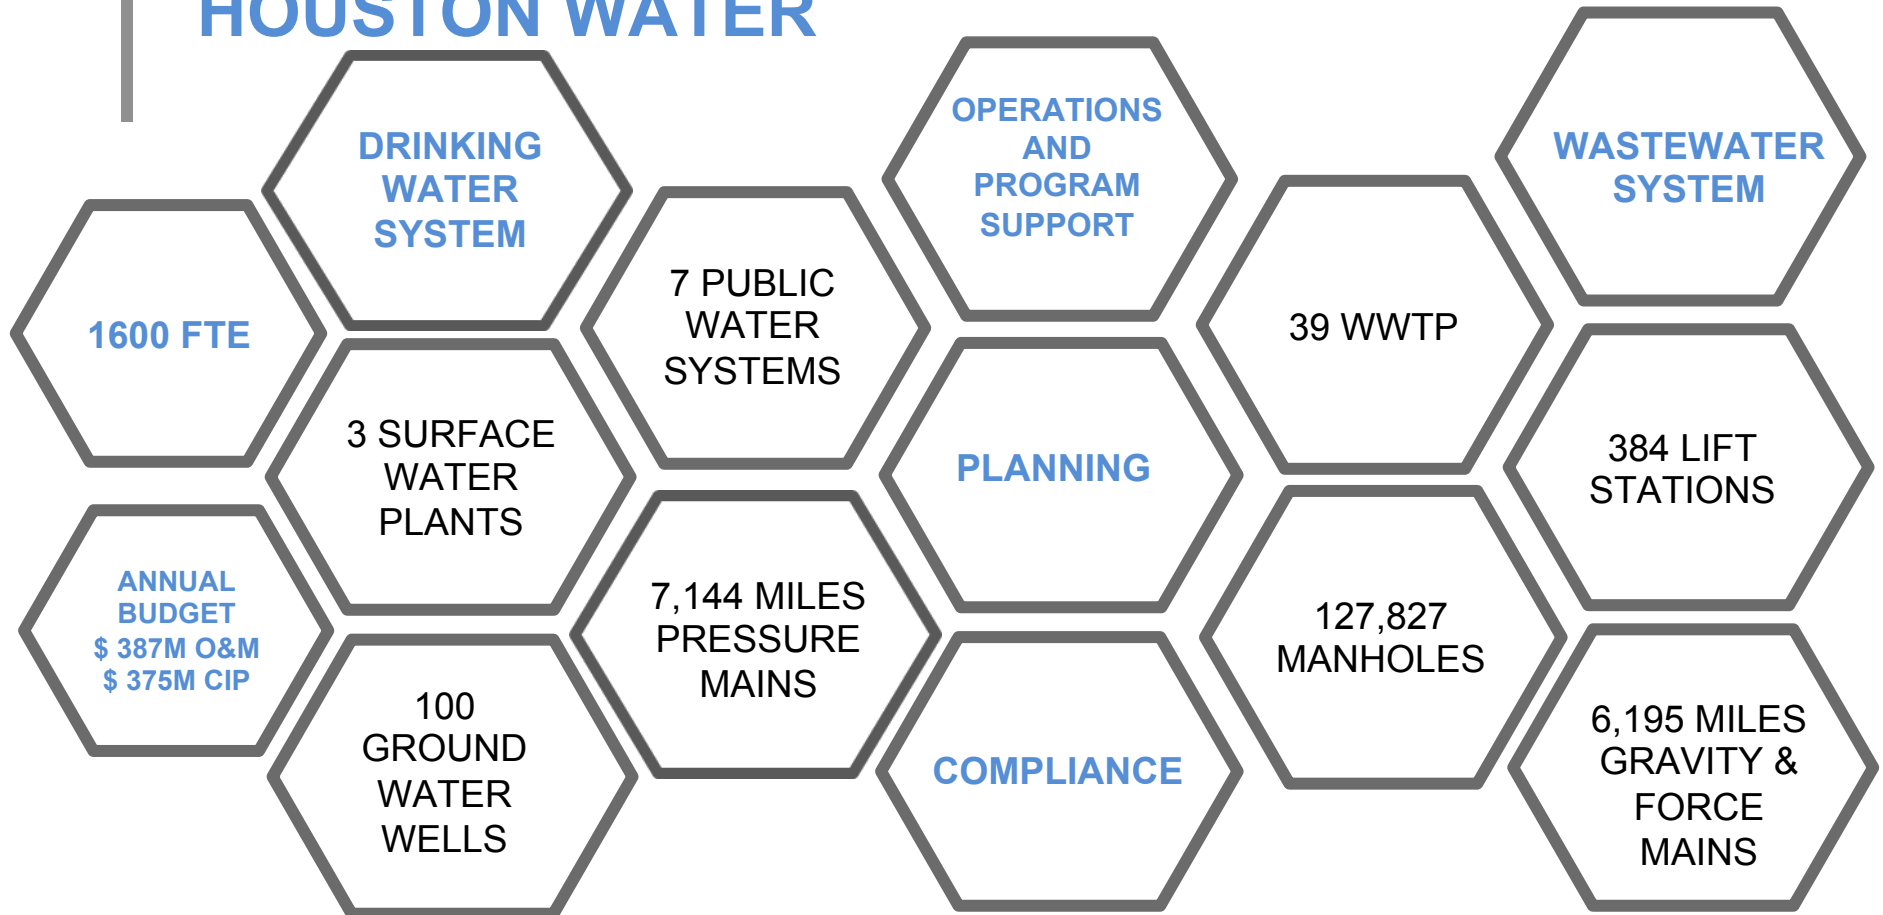 HOUSTON WATER
DRINKING
WATER
SYSTEM
OPERATIONS
AND
PROGRAM
SUPPORT
WASTEWATER
SYSTEM
1600 FTE
7 PUBLIC
WATER
SYSTEMS
39 WWTP
3 SURFACE
WATER
PLANTS
PLANNING
384 LIFT
STATIONS
ANNUAL
BUDGET
$ 387M O&M
$ 375M CIP
7,144 MILES
PRESSURE
MAINS
127,827
MANHOLES
100
GROUND
WATER
WELLS
COMPLIANCE
6,195 MILES
GRAVITY &
FORCE
MAINS